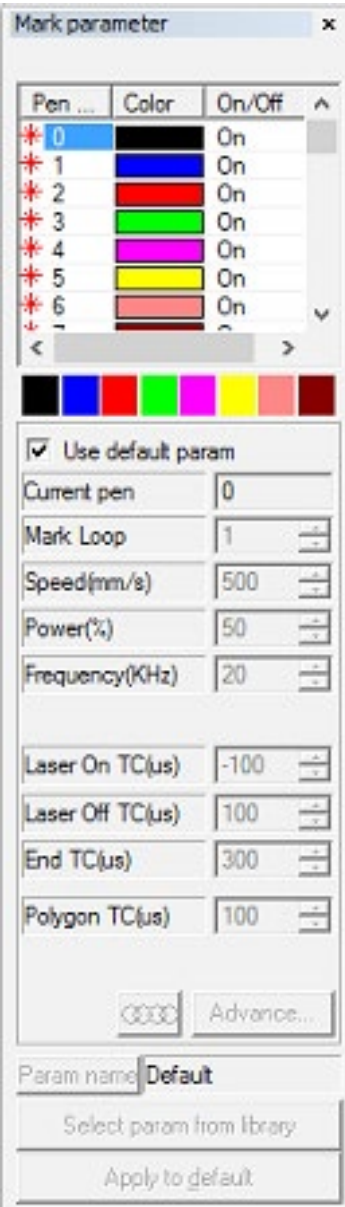 Mark parameter x
Pen ... Color On/Off
0 On
1 On
2 On
3 On
4 On
5 On
6 On
Use default param
Current pen 0
Mark Loop 1
Speed(mm/s) 500
Power(%) 50
Frequency(KHz) 20
Laser On TC(us) -100
Laser Off TC(us) 100
End TC(us) 300
Polygon TC(us) 100
Advance...
Param name Default
Select param from library
Apply to default